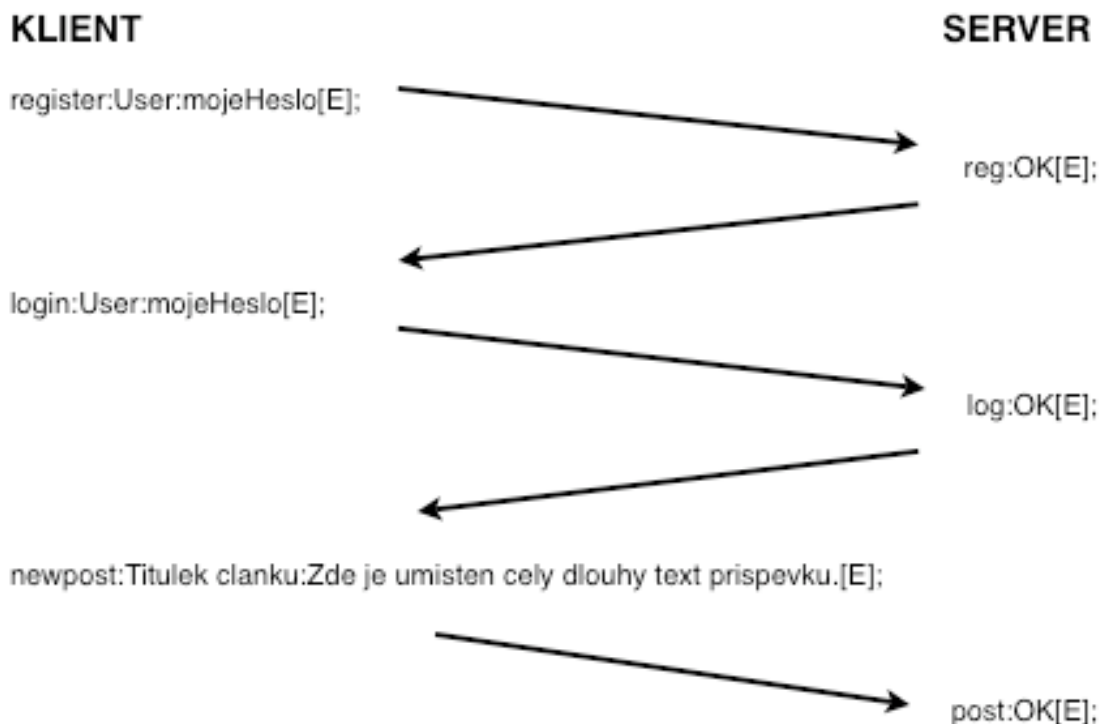 KLIENT SERVER
register:User:mojeHeslo[E];
reg:OK[E];
login:User:mojeHeslo[E];
log:OK[E];
newpost:Titulek clanku:Zde je umisten cely dlouhy text prispevku.[E];
post:OK[E];